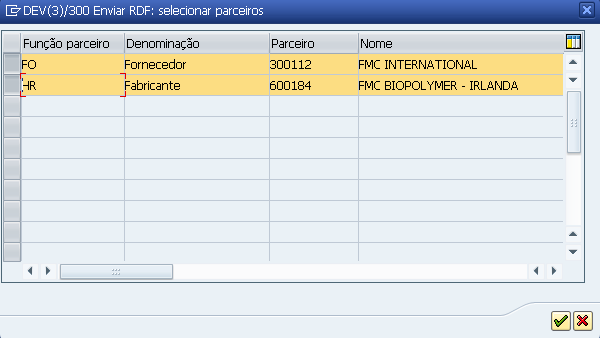 DEV(3)/300 Enviar RDF: selecionar parceiros
Função parceiro Denominação Parceiro Nome
FO Fornecedor 300112 FMC INTERNATIONAL
HR Fabricante 600184 FMC BIOPOLYMER - IRLANDA